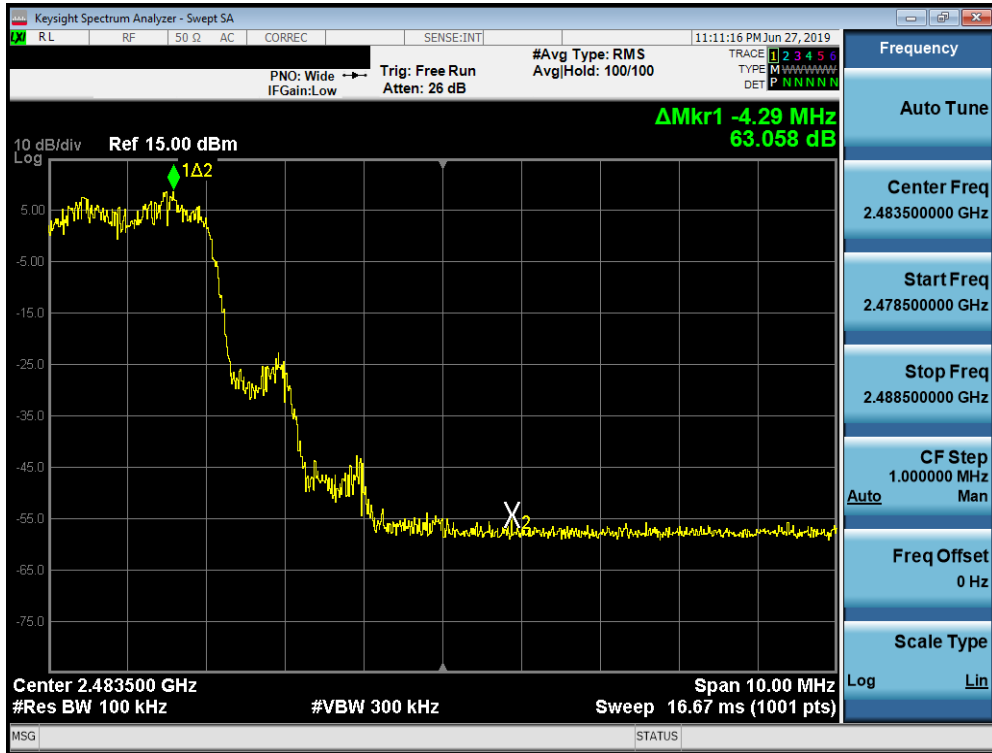 Keysight Spectrum Analyzer - Swept SA
LXI RL RF 50 Ω AC CORREC SENSE:INT 11:11:16 PM Jun 27, 2019
PNO: Wide
IFGain:Low
Trig: Free Run
Atten: 26 dB
#Avg Type: RMS
Avg|Hold: 100/100
TRACE 1 2 3 4 5 6
TYPE M WWWWW
DET P N N N N N
ΔMkr1 -4.29 MHz
63.058 dB
10 dB/div Ref 15.00 dBm
Log
1Δ2
5.00
-5.00
-15.0
-25.0
-35.0
-45.0
-55.0
X2
-65.0
-75.0
Center 2.483500 GHz Span 10.00 MHz
#Res BW 100 kHz #VBW 300 kHz Sweep 16.67 ms (1001 pts)
MSG STATUS
Frequency
Auto Tune
Center Freq
2.483500000 GHz
Start Freq
2.478500000 GHz
Stop Freq
2.488500000 GHz
CF Step
1.000000 MHz
Auto Man
Freq Offset
0 Hz
Scale Type
Log Lin